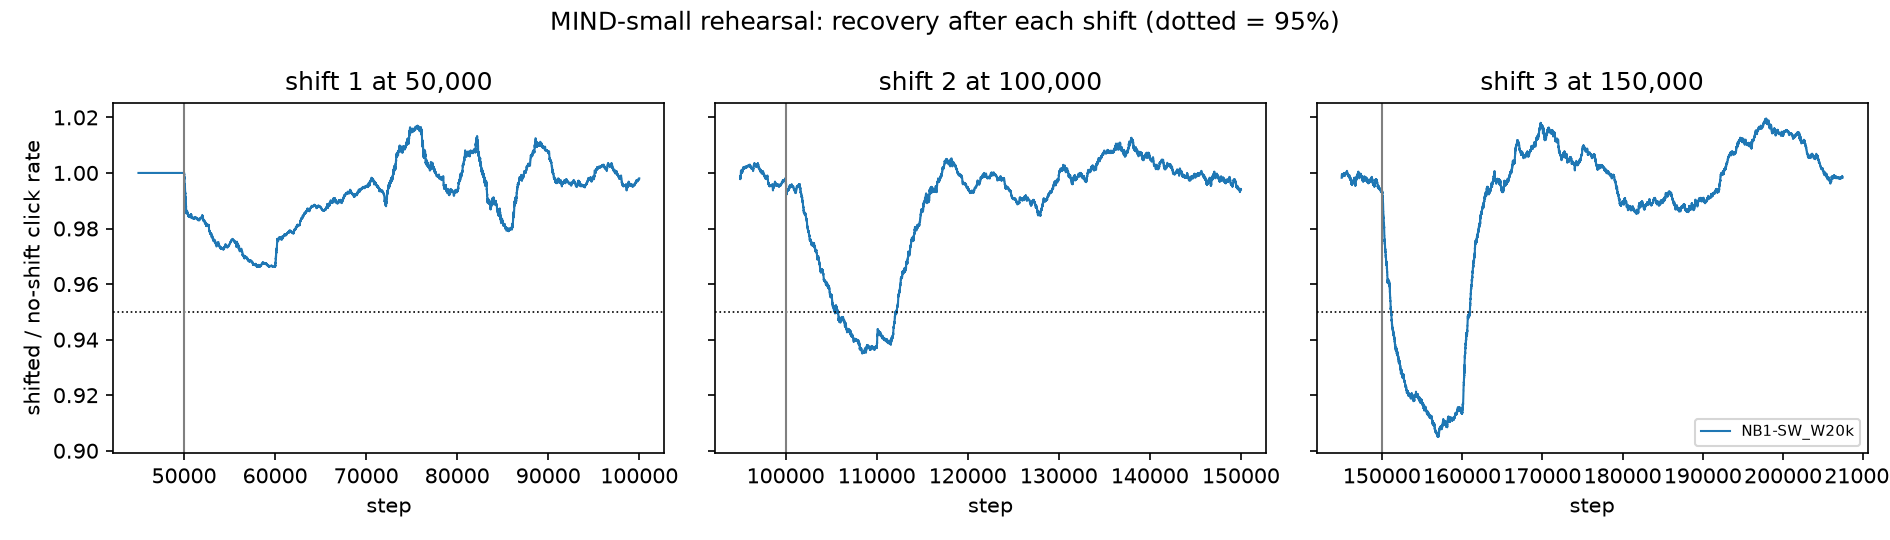 MIND-small rehearsal: recovery after each shift (dotted = 95%)
shift 1 at 50,000
shift 2 at 100,000
shift 3 at 150,000
shifted / no-shift click rate
1.02
1.00
0.98
0.96
0.94
0.92
0.90
50000 60000 70000 80000 90000 100000
step
100000 110000 120000 130000 140000 150000
step
NB1-SW_W20k
150000 160000 170000 180000 190000 200000 21000
step